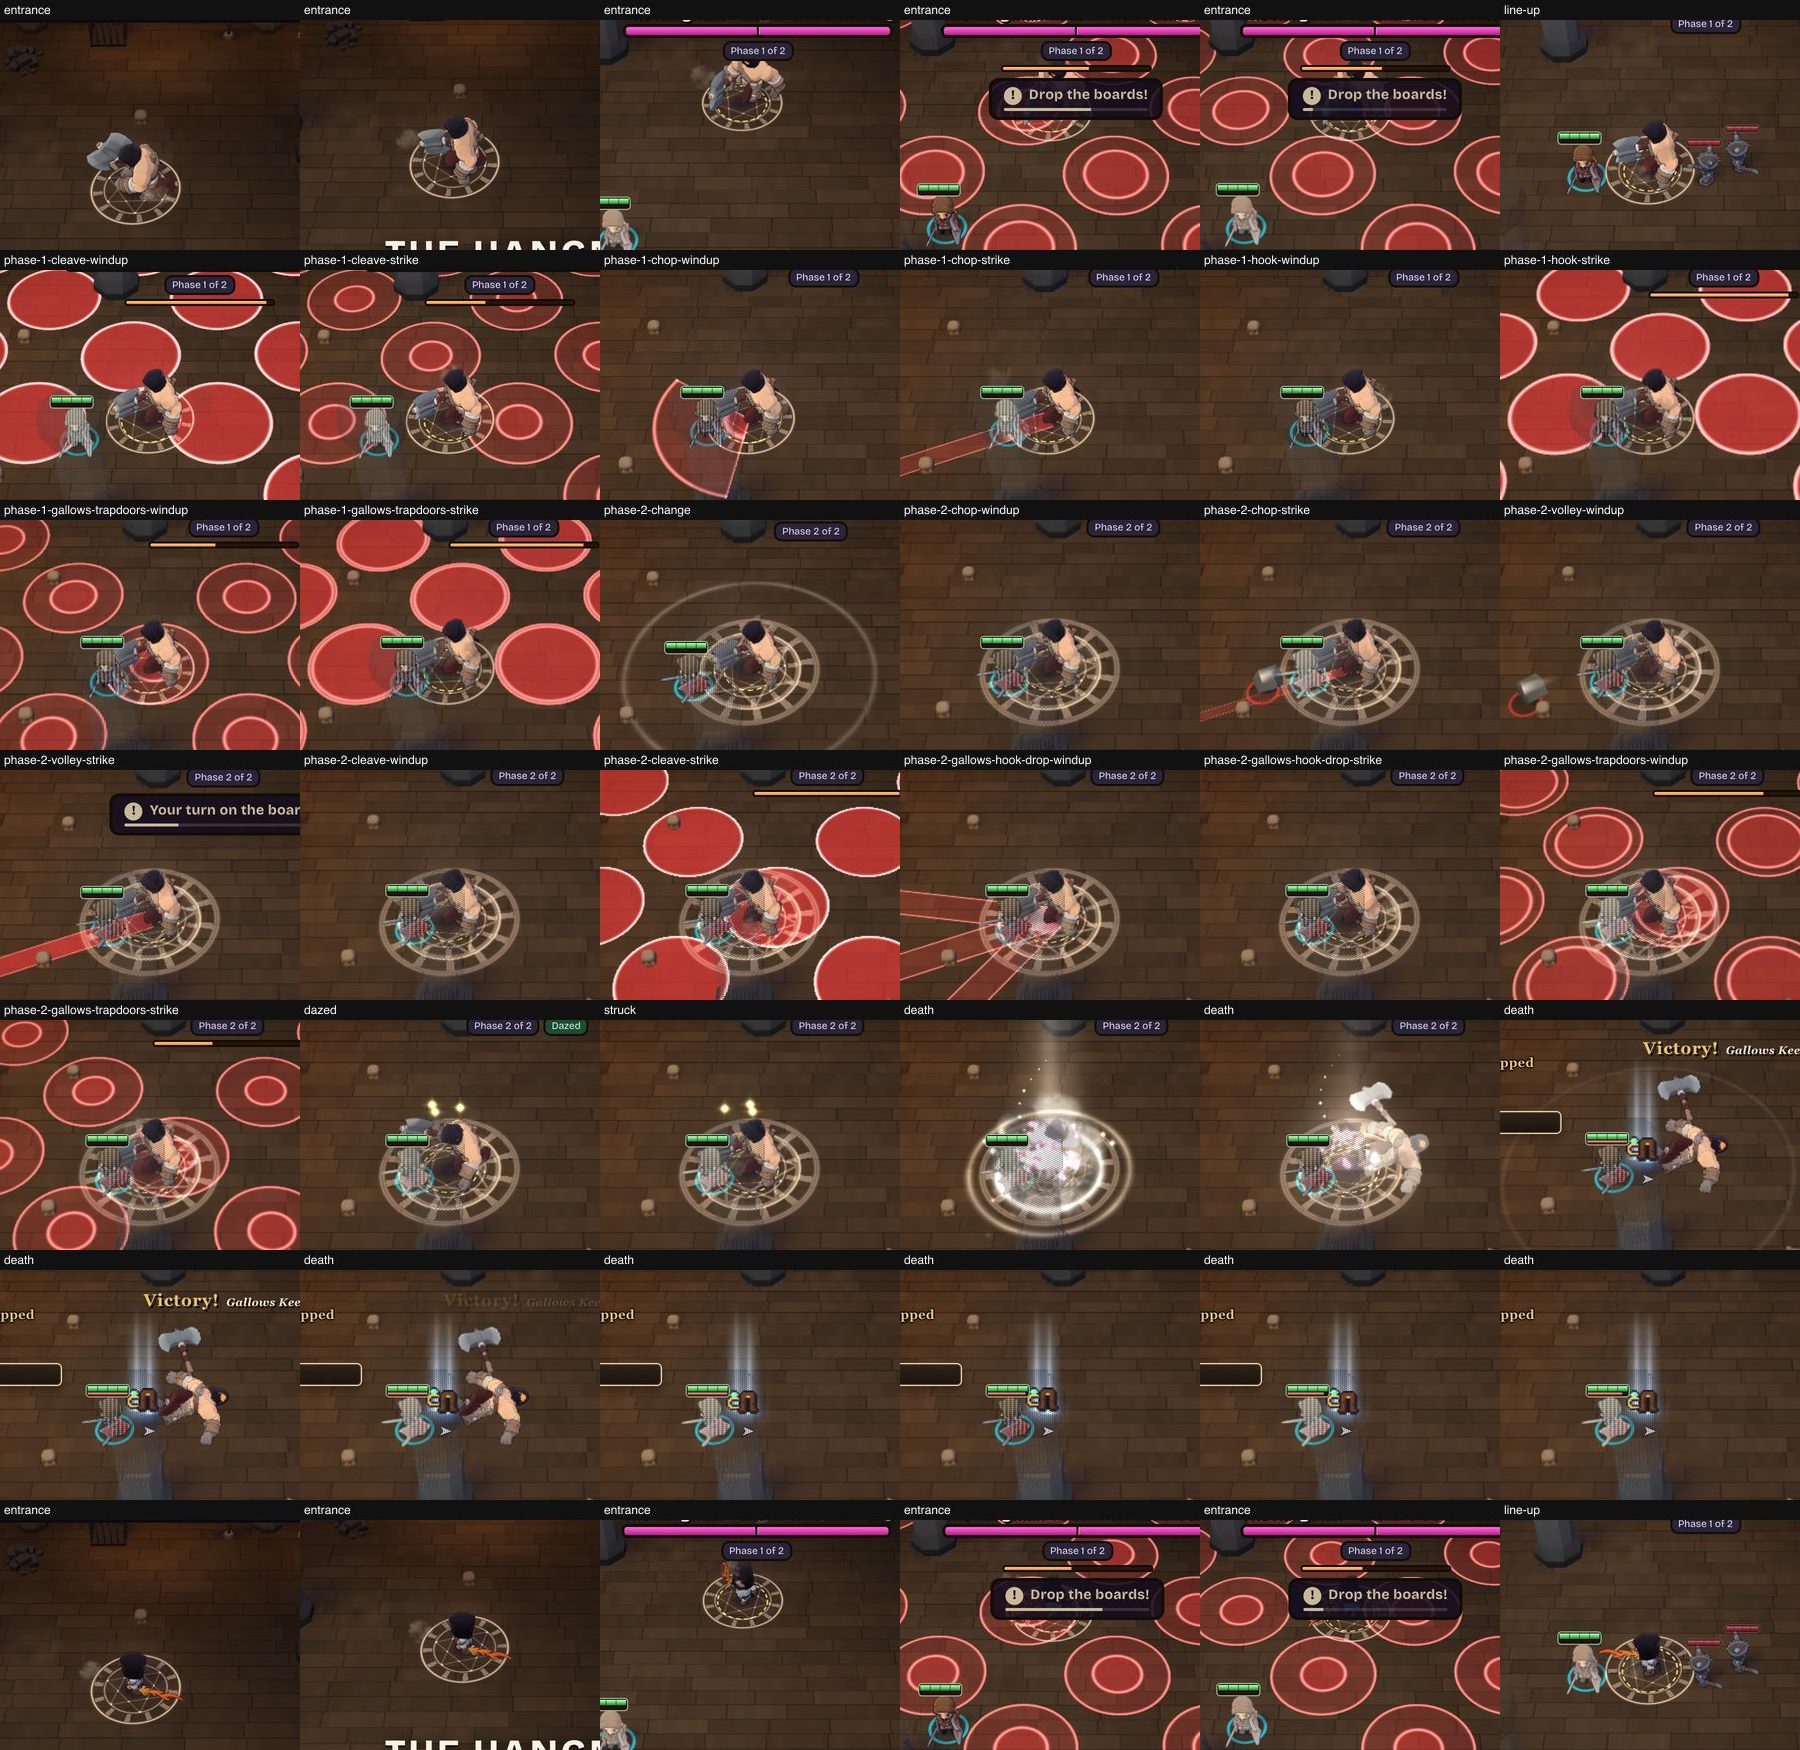 entrance
entrance
entrance
entrance
entrance
line-up
THE HANGM
Phase 1 of 2
Phase 1 of 2
Drop the boards!
Phase 1 of 2
Drop the boards!
Phase 1 of 2
phase-1-cleave-windup
phase-1-cleave-strike
phase-1-chop-windup
phase-1-chop-strike
phase-1-hook-windup
phase-1-hook-strike
Phase 1 of 2
Phase 1 of 2
Phase 1 of 2
Phase 1 of 2
Phase 1 of 2
Phase 1 of 2
phase-1-gallows-trapdoors-windup
phase-1-gallows-trapdoors-strike
phase-2-change
phase-2-chop-windup
phase-2-chop-strike
phase-2-volley-windup
Phase 1 of 2
Phase 1 of 2
Phase 2 of 2
Phase 2 of 2
Phase 2 of 2
Phase 2 of 2
phase-2-volley-strike
phase-2-cleave-windup
phase-2-cleave-strike
phase-2-gallows-hook-drop-windup
phase-2-gallows-hook-drop-strike
phase-2-gallows-trapdoors-windup
Phase 2 of 2
Your turn on the boar
Phase 2 of 2
Phase 2 of 2
Phase 2 of 2
Phase 2 of 2
Phase 2 of 2
phase-2-gallows-trapdoors-strike
dazed
struck
death
death
death
Phase 2 of 2
Phase 2 of 2
Dazed
Phase 2 of 2
Phase 2 of 2
Phase 2 of 2
Victory! Gallows Kee
pped
death
death
death
death
death
death
Victory! Gallows Kee
pped
Victory! Gallows Kee
pped
pped
pped
pped
pped
entrance
entrance
entrance
entrance
entrance
line-up
THE HANGM
Phase 1 of 2
Phase 1 of 2
Drop the boards!
Phase 1 of 2
Drop the boards!
Phase 1 of 2